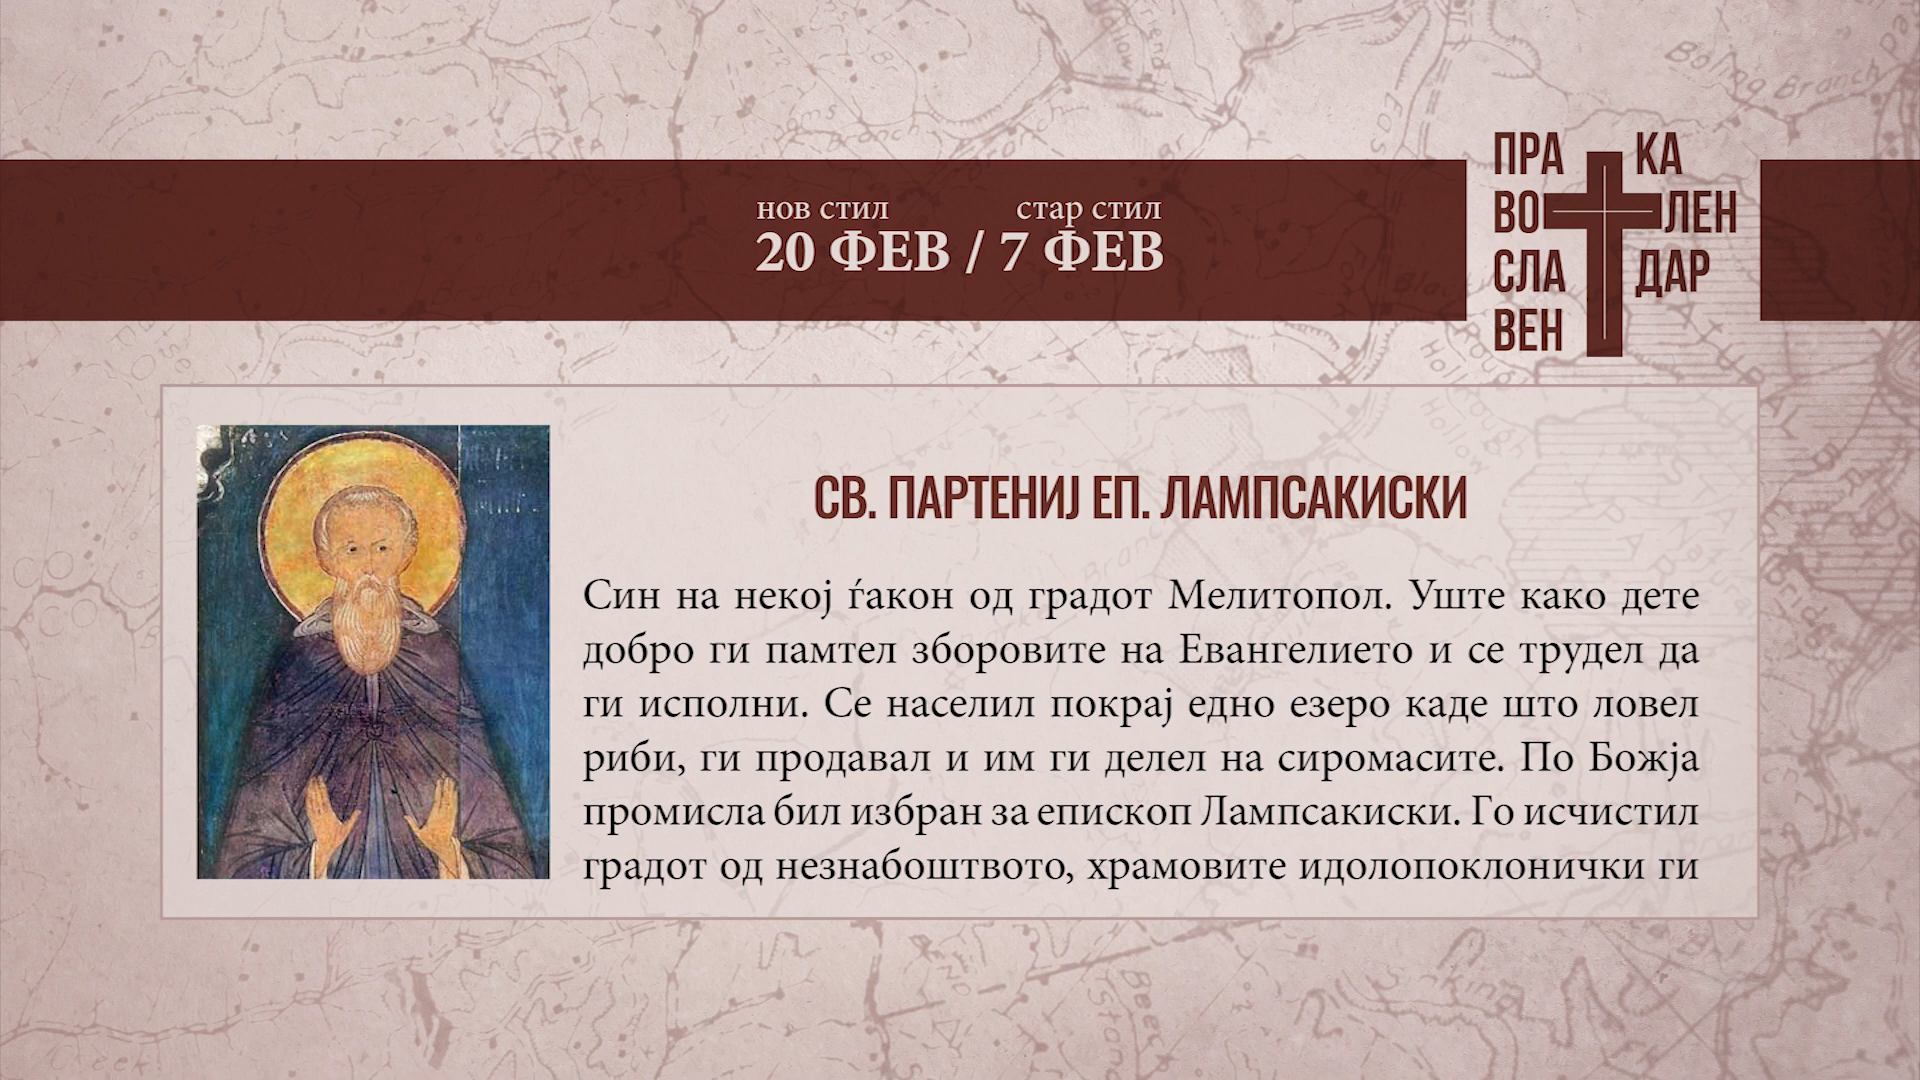 нов стил
стар стил
20 ФЕВ / 7 ФЕВ
ПРА
ВО
СЛА
ВЕН
КА
ЛЕН
ДАР
СВ. ПАРТЕНИЈ ЕП. ЛАМПСАКИСКИ
Син на некој ѓакон од градот Мелитопол. Уште како дете
добро ги памтел зборовите на Евангелието и се трудел да
ги исполни. Се населил покрај едно езеро каде што ловел
риби, ги продавал и им ги делел на сиромасите. По Божја
промисла бил избран за епископ Лампсакиски. Го исчистил
градот од незнабоштвото, храмовите идолопоклонички ги
Boling Branch
Creek